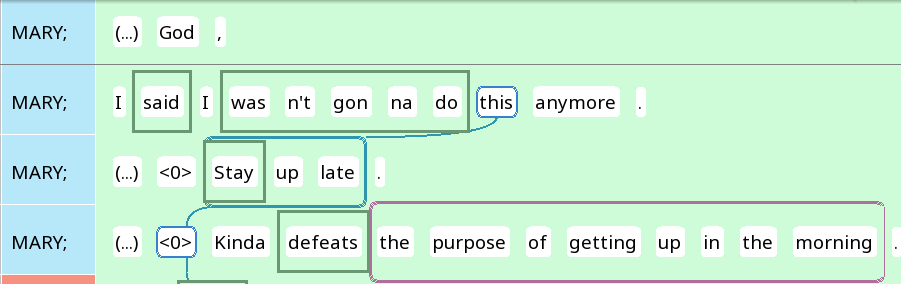 MARY; (...) God ,
MARY; I said I was n't gon na do this anymore .
MARY; (...) <0> Stay up late .
MARY; (...) <0> Kinda defeats the purpose of getting up in the morning .